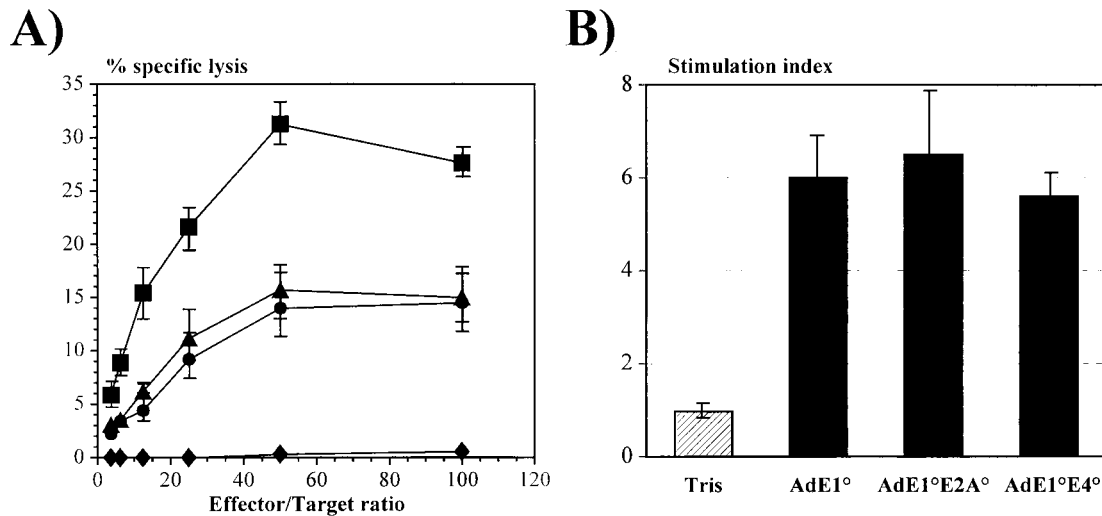 A)
% specific lysis
35
30
25
20
15
10
5
0
0 20 40 60 80 100 120
Effector/Target ratio
B)
Stimulation index
8
6
4
2
0
Tris AdE1° AdE1°E2A° AdE1°E4°